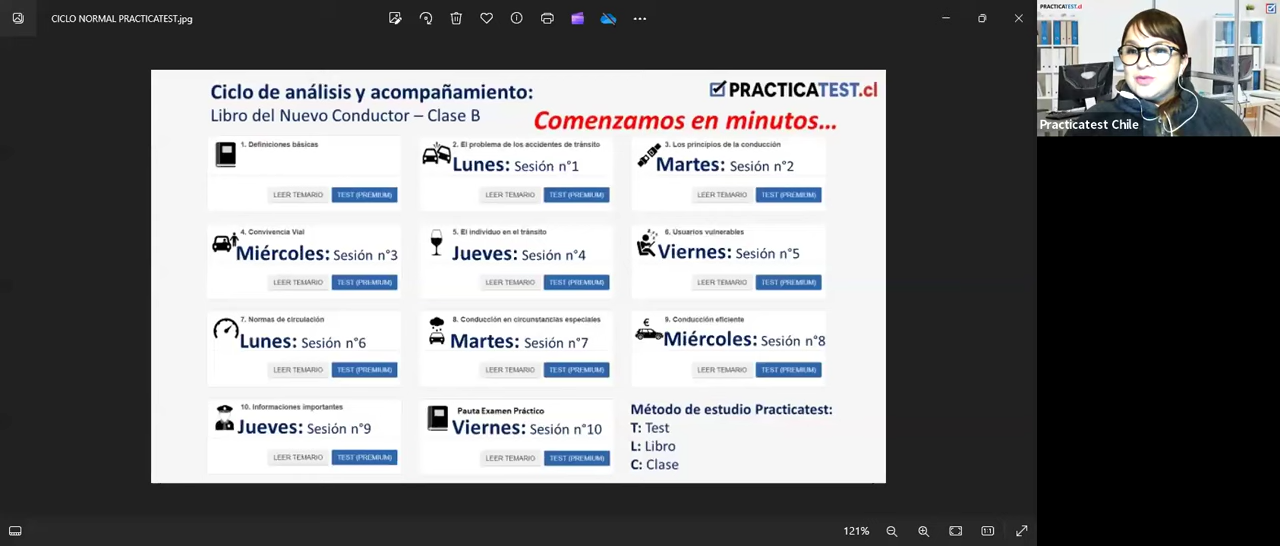 CICLO NORMAL PRACTICATEST.jpg
PRACTICATEST.cl
Practicatest Chile
Ciclo de análisis y acompañamiento:
Libro del Nuevo Conductor – Clase B
PRACTICATEST.cl
Comenzamos en minutos...
1. Definiciones básicas
LEER TEMARIO TEST (PREMIUM)
2. El problema de los accidentes de tránsito
Lunes: Sesión n°1
LEER TEMARIO TEST (PREMIUM)
3. Los principios de la conducción
Martes: Sesión n°2
LEER TEMARIO TEST (PREMIUM)
4. Convivencia Vial
Miércoles: Sesión n°3
LEER TEMARIO TEST (PREMIUM)
5. El individuo en el tránsito
Jueves: Sesión n°4
LEER TEMARIO TEST (PREMIUM)
6. Usuarios vulnerables
Viernes: Sesión n°5
LEER TEMARIO TEST (PREMIUM)
7. Normas de circulación
Lunes: Sesión n°6
LEER TEMARIO TEST (PREMIUM)
8. Conducción en circunstancias especiales
Martes: Sesión n°7
LEER TEMARIO TEST (PREMIUM)
9. Conducción eficiente
€
Miércoles: Sesión n°8
LEER TEMARIO TEST (PREMIUM)
10. Informaciones importantes
Jueves: Sesión n°9
LEER TEMARIO TEST (PREMIUM)
Pauta Examen Práctico
Viernes: Sesión n°10
LEER TEMARIO TEST (PREMIUM)
Método de estudio Practicatest:
T: Test
L: Libro
C: Clase
121%
1:1